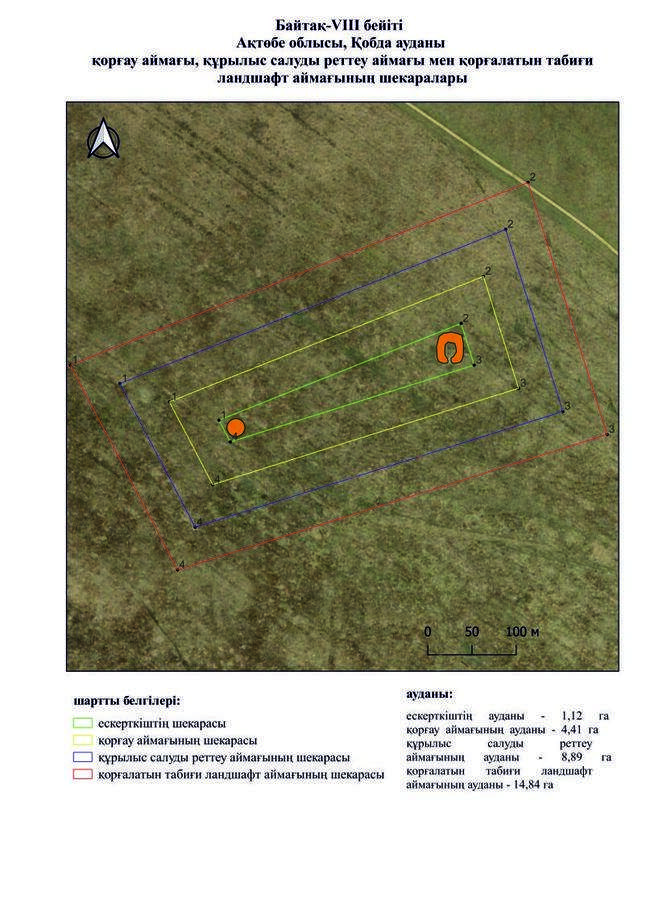 Байтақ-VIII бейіті
Ақтөбе облысы, Қобда ауданы
қорғау аймағы, құрылыс салуды реттеу аймағы мен қорғалатын табиғи
ландшафт аймағының шекаралары
2
2
2
2
1
1
1
1
3
3
3
3
4
4
4
4
0 50 100 м
шартты белгілері:
ескерткіштің шекарасы
қорғау аймағының шекарасы
құрылыс салуды реттеу аймағының шекарасы
қорғалатын табиғи ландшафт аймағының шекарасы
ауданы:
ескерткіштің ауданы - 1,12 га
қорғау аймағының ауданы - 4,41 га
құрылыс салуды реттеу
аймағының ауданы - 8,89 га
қорғалатын табиғи ландшафт
аймағының ауданы - 14,84 га